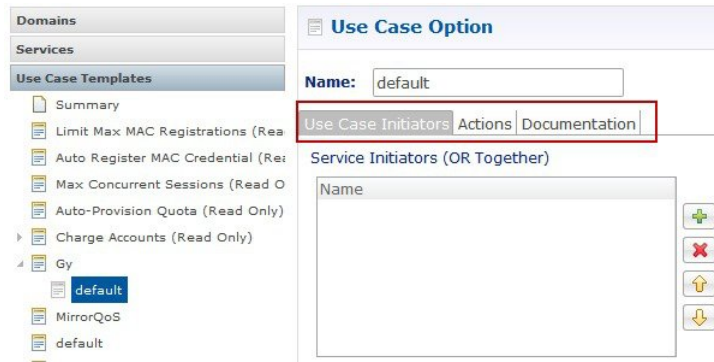 Domains
Services
Use Case Templates
Summary
Limit Max MAC Registrations (Rea
Auto Register MAC Credential (Rea
Max Concurrent Sessions (Read O
Auto-Provision Quota (Read Only)
Charge Accounts (Read Only)
Gy
default
MirrorQoS
default
Use Case Option
Name: default
Use Case Initiators Actions Documentation
Service Initiators (OR Together)
Name